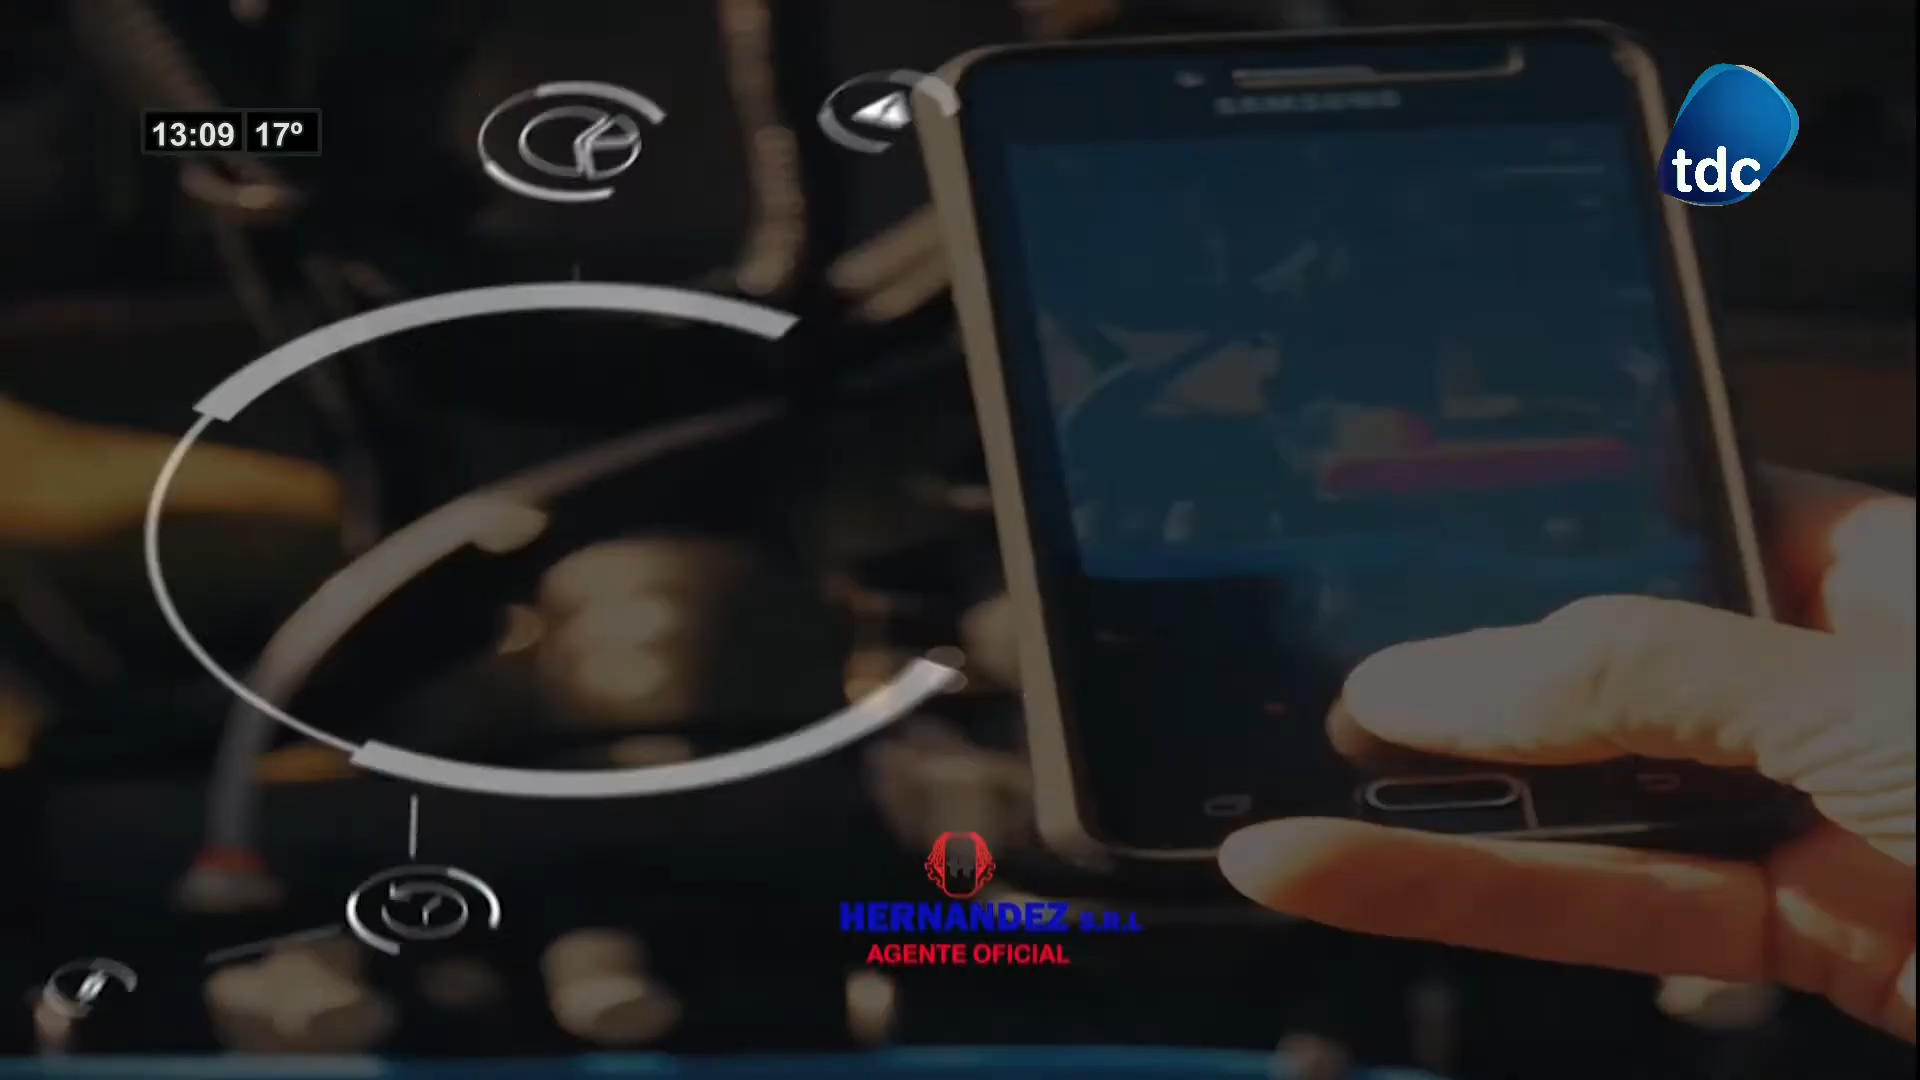 13:09 17º
tdc
SAMSUNG
HERNANDEZ S.R.L
AGENTE OFICIAL